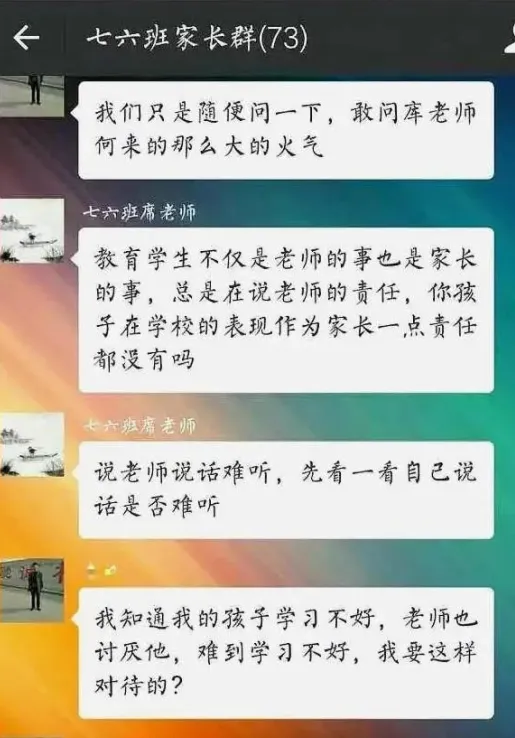 七六班家长群(73)
我们只是随便问一下，敢问库老师
何来的那么大的火气
七六班席老师
教育学生不仅是老师的事也是家长
的事，总是在说老师的责任，你孩
子在学校的表现作为家长一点责任
都没有吗
七六班席老师
说老师说话难听，先看一看自己说
话是否难听
我知通我的孩子学习不好，老师也
讨厌他，难到学习不好，我要这样
对待的？